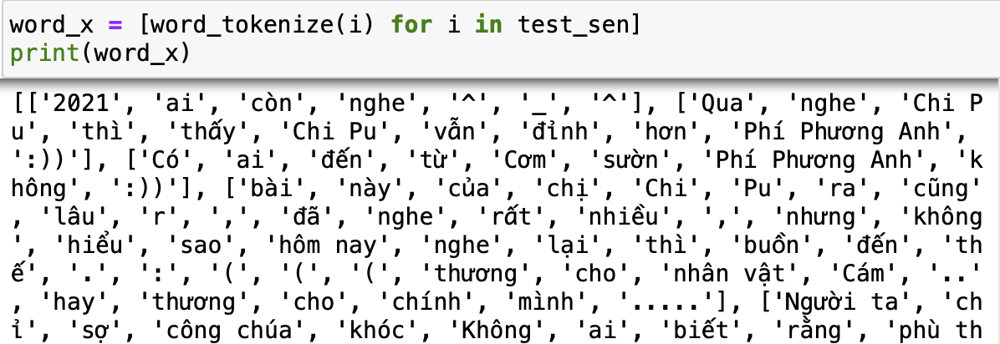 word_x = [word_tokenize(i) for i in test_sen]
print(word_x)
[['2021', 'ai', 'còn', 'nghe', '^', '_', '^'], ['Qua', 'nghe', 'Chi P
u', 'thì', 'thấy', 'Chi Pu', 'vẫn', 'đỉnh', 'hơn', 'Phí Phương Anh',
':))'], ['Có', 'ai', 'đến', 'từ', 'Cơm', 'sườn', 'Phí Phương Anh', 'k
hông', ':))'], ['bài', 'này', 'của', 'chị', 'Chi', 'Pu', 'ra', 'cũng'
, 'lâu', 'r', ',', 'đã', 'nghe', 'rất', 'nhiều', ',', 'nhưng', 'không
', 'hiểu', 'sao', 'hôm nay', 'nghe', 'lại', 'thì', 'buồn', 'đến', 'th
ế', '.', ':', '(', '(', '(', 'thương', 'cho', 'nhân vật', 'Cám', '..'
, 'hay', 'thương', 'cho', 'chính', 'mình', '.....'], ['Người ta', 'ch
ỉ', 'sợ', 'công chúa', 'khóc', 'Không', 'ai', 'biết', 'rằng', 'phù th